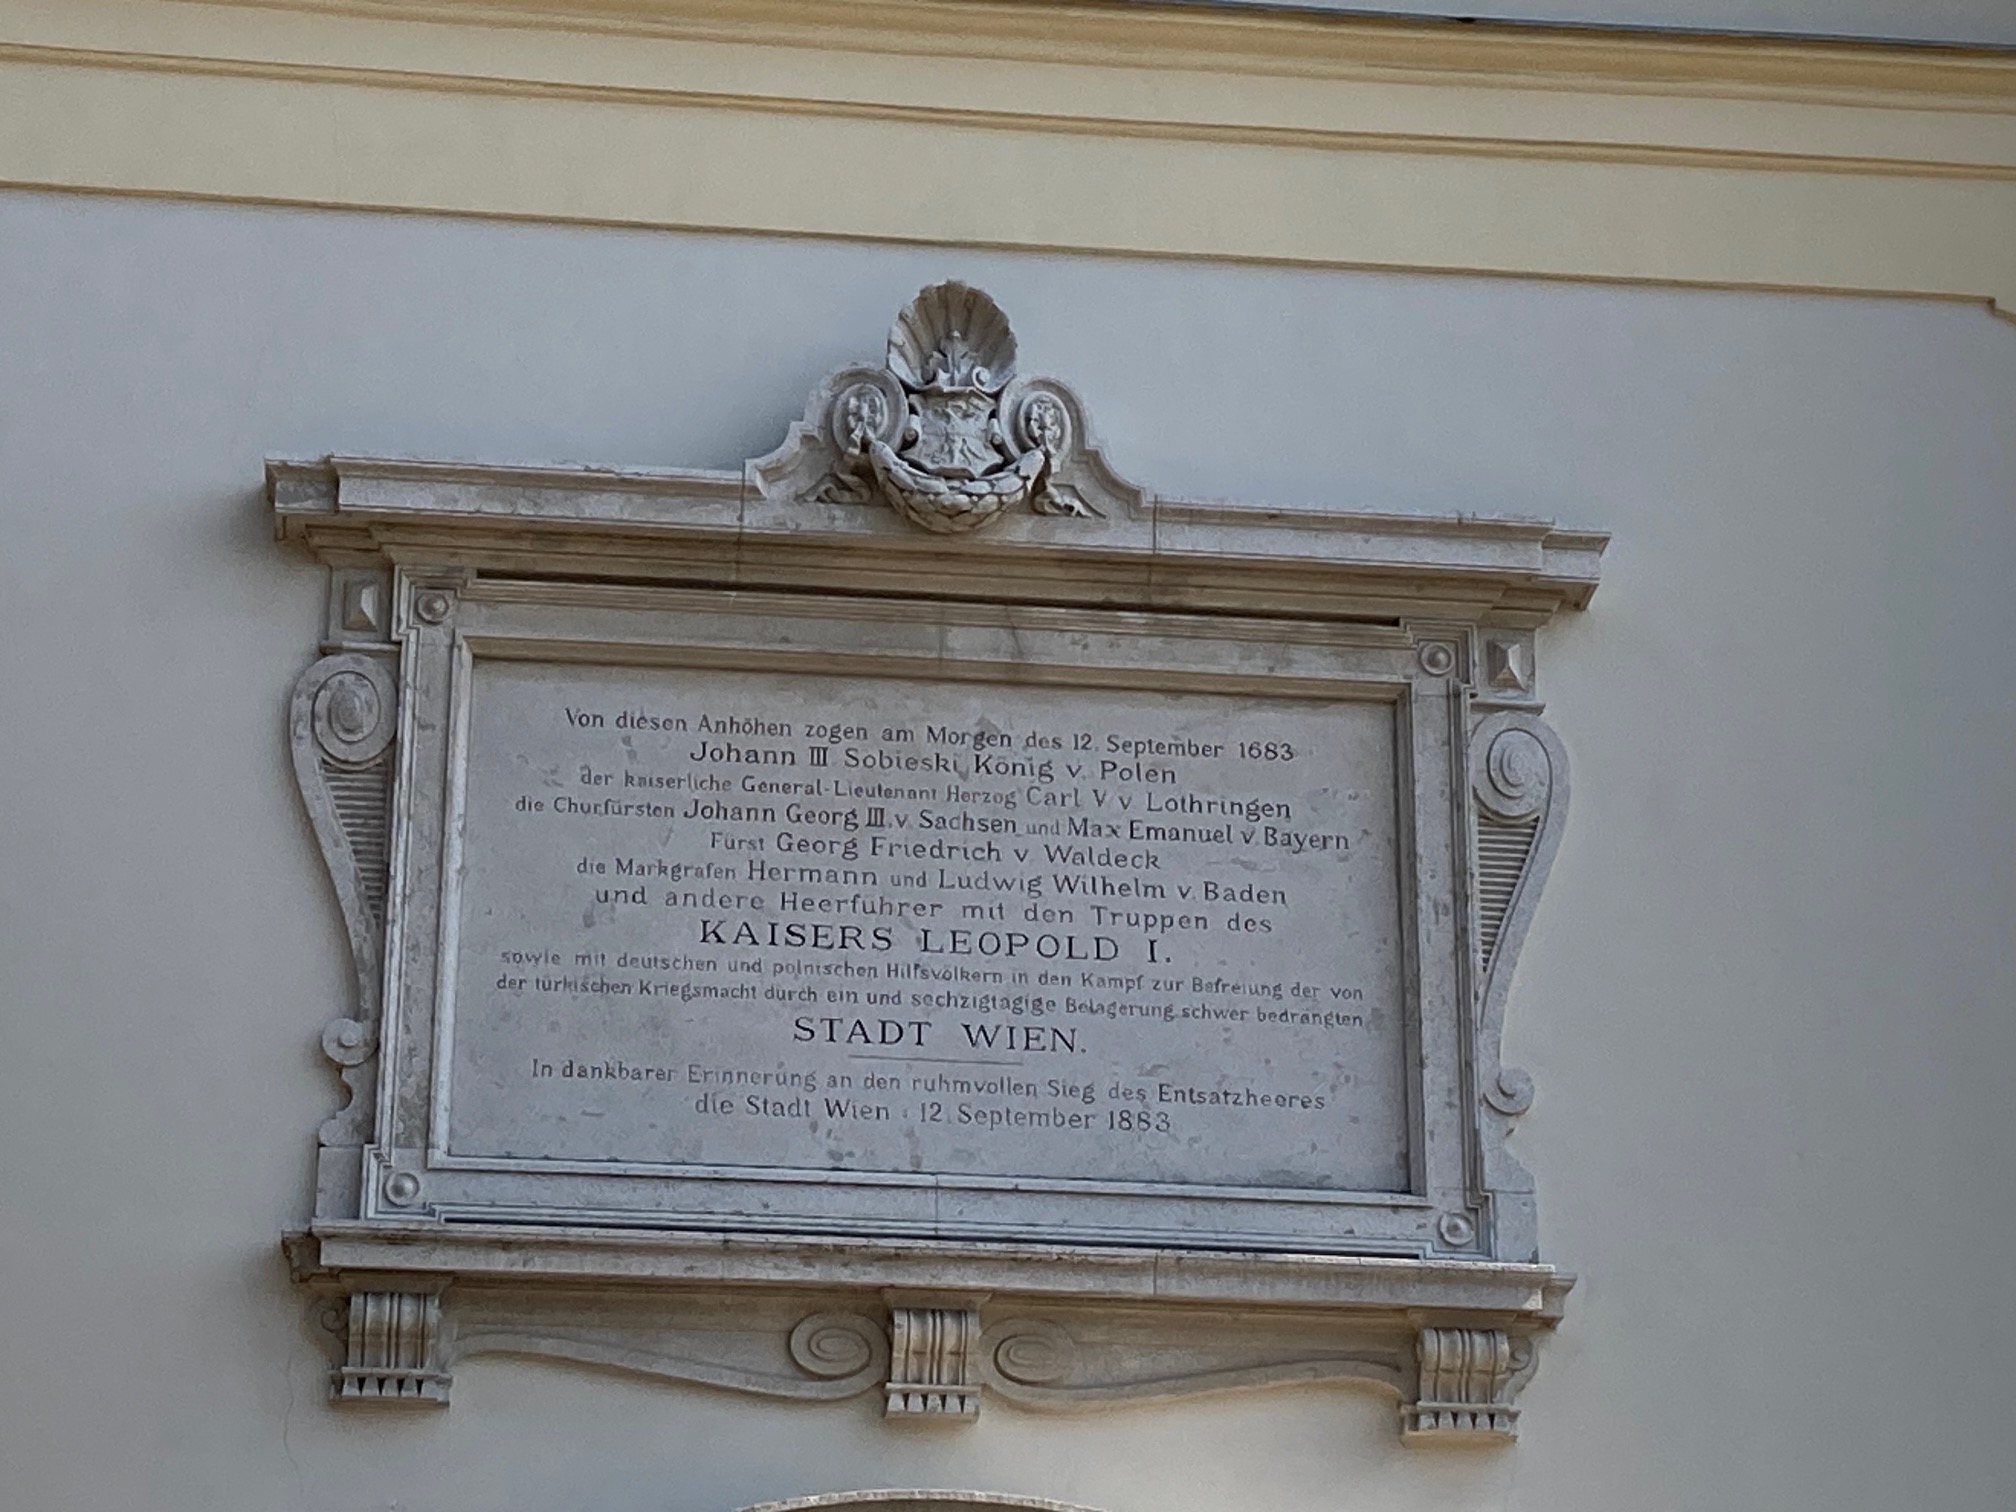 Von diesen Anhöhen zogen am Morgen des 12. September 1683
Johann III Sobieski, König v. Polen
der kaiserliche General-Lieutenant Herzog Carl V v Lothringen
die Churfürsten Johann Georg III. v Sachsen und Max Emanuel v. Bayern
Fürst Georg Friedrich v Waldeck
die Markgrafen Hermann und Ludwig Wilhelm v. Baden
und andere Heerführer mit den Truppen des
KAISERS LEOPOLD I.
sowie mit deutschen und polnischen Hilfsvölkern in den Kampf zur Befreiung der von
der türkischen Kriegsmacht durch ein und sechzigtägige Belagerung schwer bedrängten
STADT WIEN.
In dankbarer Erinnerung an den ruhmvollen Sieg des Entsatzheeres
die Stadt Wien : 12. September 1883